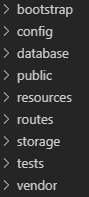 bootstrap
config
database
public
resources
routes
storage
tests
vendor